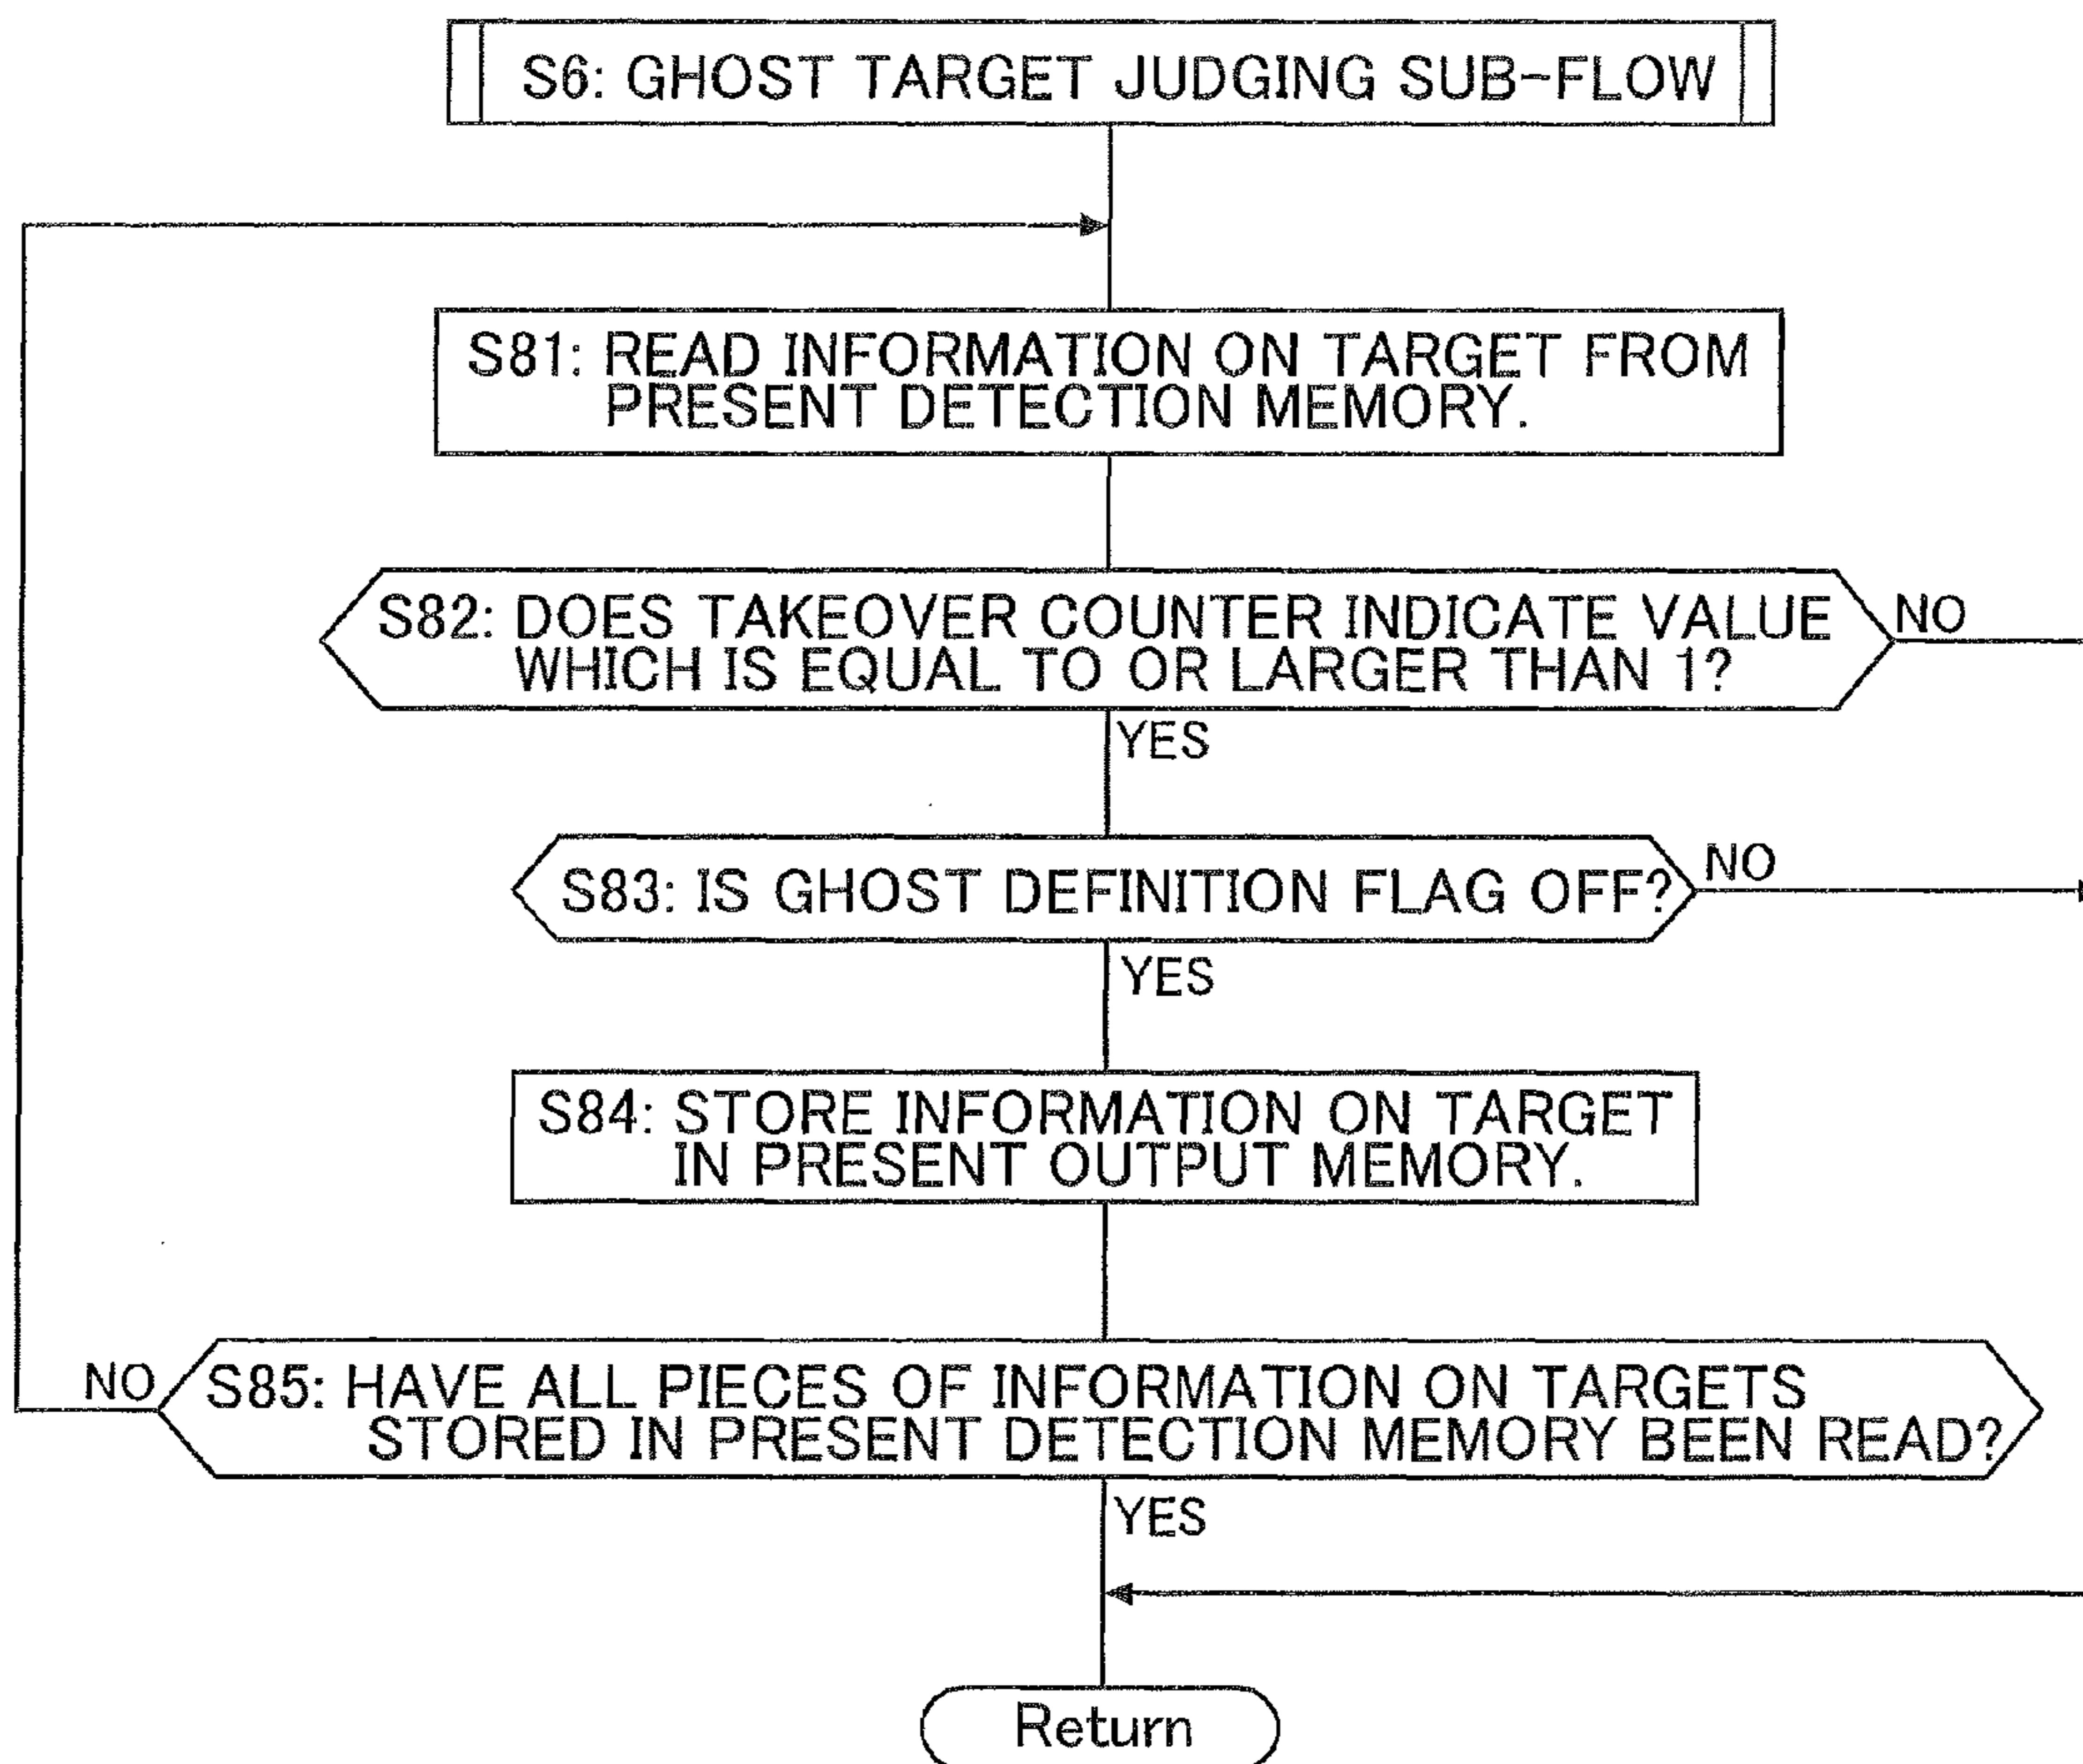 S6: GHOST TARGET JUDGING SUB-FLOW
S81: READ INFORMATION ON TARGET FROM
PRESENT DETECTION MEMORY.
S82: DOES TAKEOVER COUNTER INDICATE VALUE
WHICH IS EQUAL TO OR LARGER THAN 1?
NO
YES
S83: IS GHOST DEFINITION FLAG OFF?
NO
YES
S84: STORE INFORMATION ON TARGET
IN PRESENT OUTPUT MEMORY.
NO
S85: HAVE ALL PIECES OF INFORMATION ON TARGETS
STORED IN PRESENT DETECTION MEMORY BEEN READ?
YES
Return